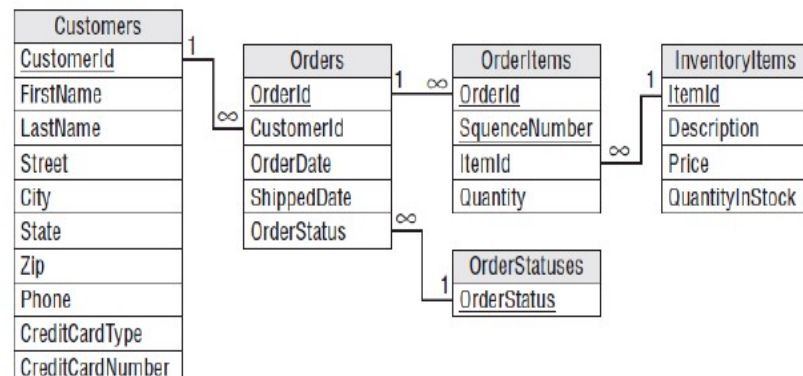 Customers
CustomerId
FirstName
LastName
Street
City
State
Zip
Phone
CreditCardType
CreditCardNumber
1
∞
Orders
OrderId
CustomerId
OrderDate
ShippedDate
OrderStatus
1
∞
∞
1
OrderItems
OrderId
SquenceNumber
ItemId
Quantity
∞
1
OrderStatuses
OrderStatus
InventoryItems
ItemId
Description
Price
QuantityInStock